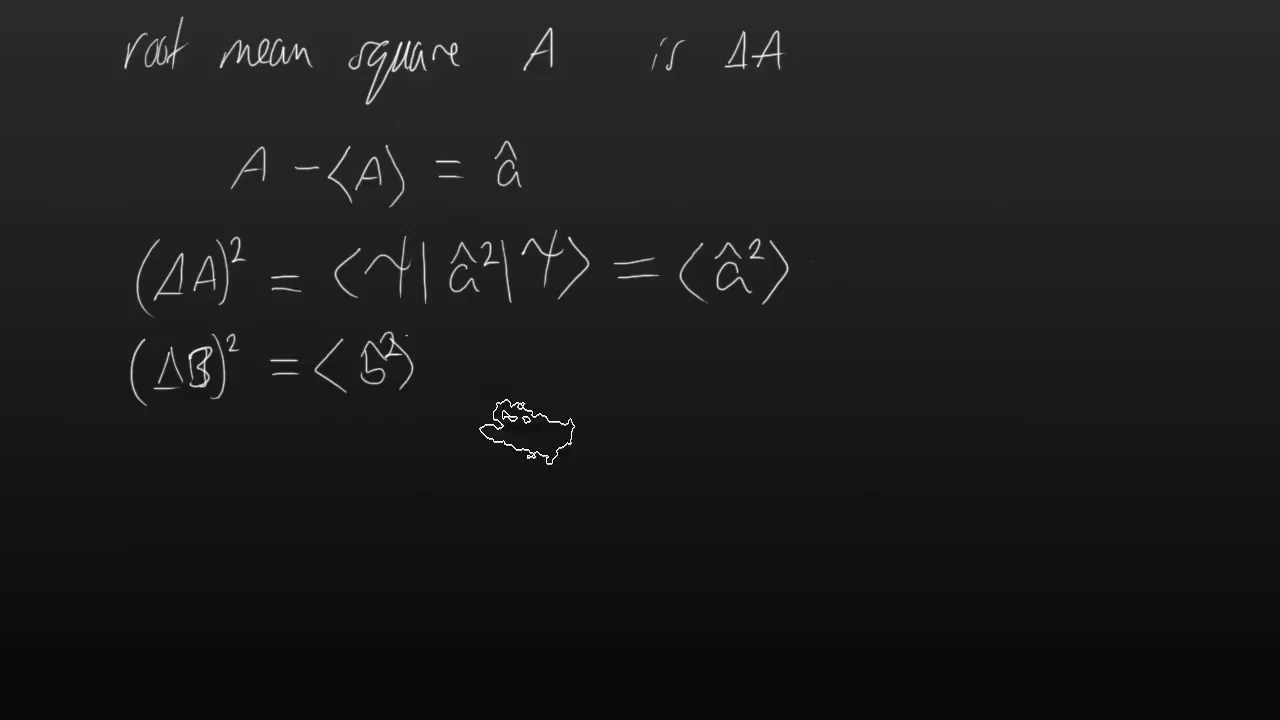 root mean square A is ΔA
A - ⟨A⟩ = â
(ΔA)² = ⟨ψ| â² |ψ⟩ = ⟨â²⟩
(ΔB)² = ⟨ b̂² ⟩